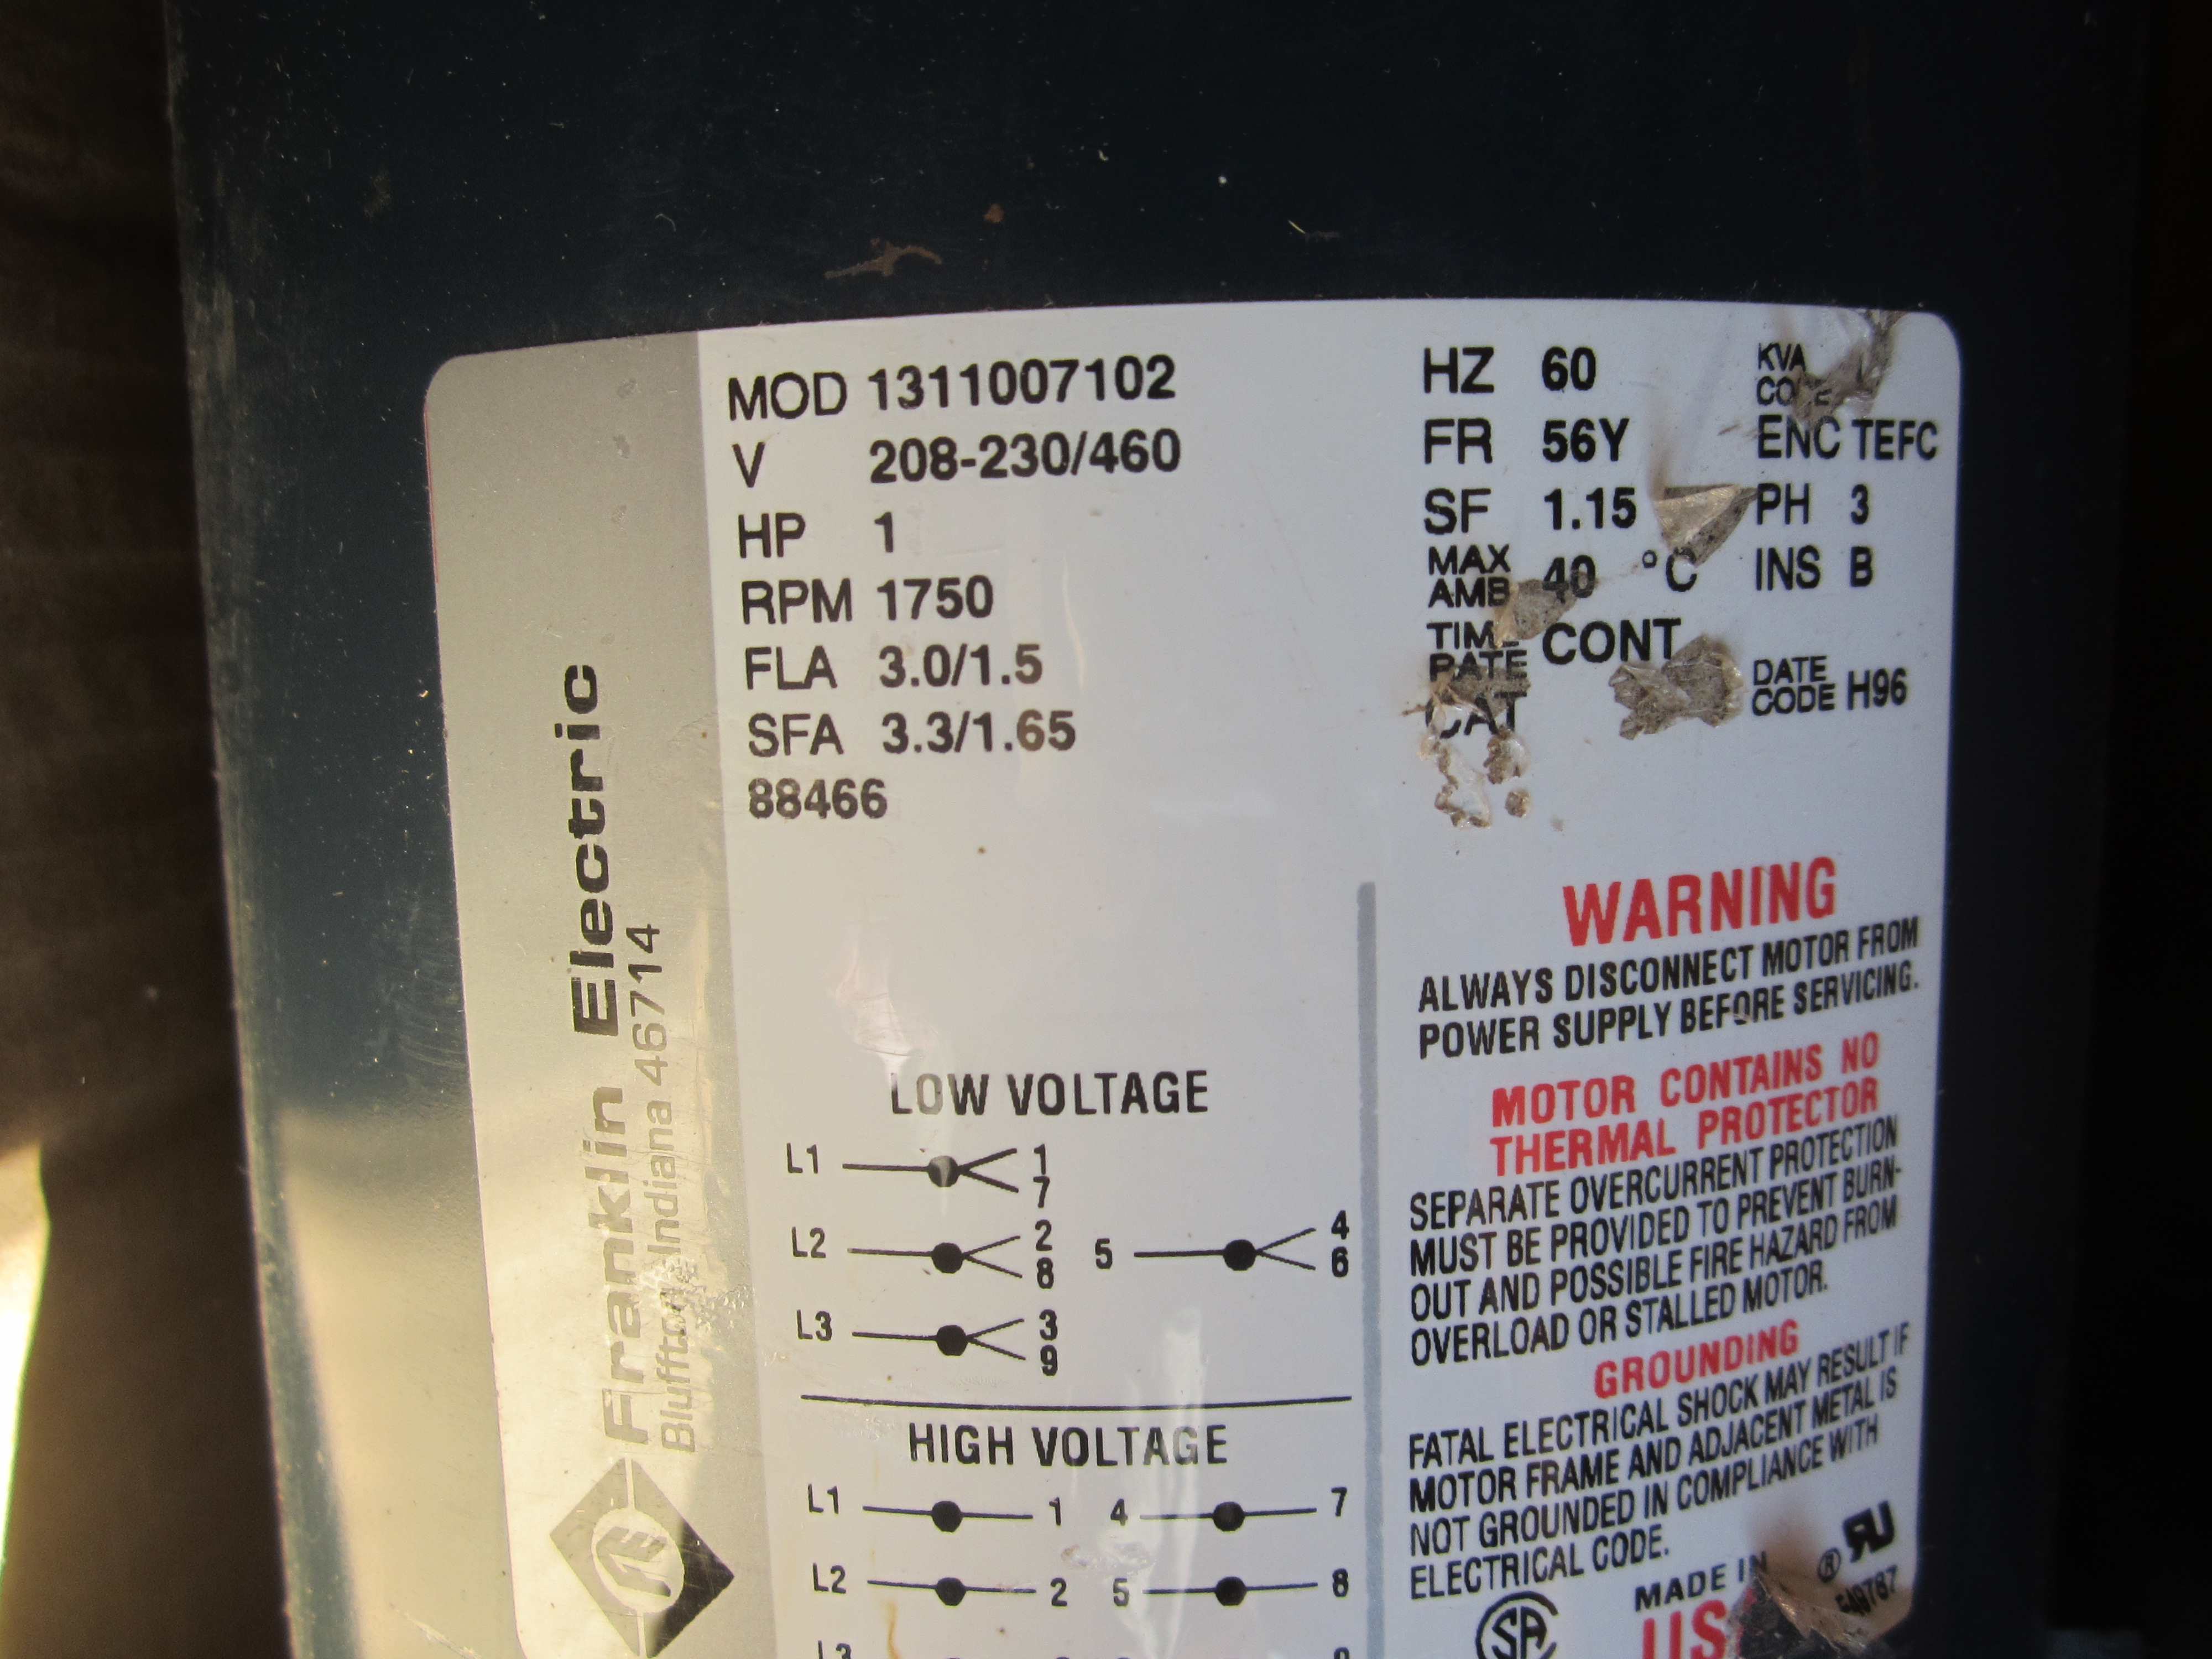 MOD 1311007102
V 208-230/460
HP 1
RPM 1750
FLA 3.0/1.5
SFA 3.3/1.65
88466
HZ 60 KVA CODE
FR 56Y ENC TEFC
SF 1.15 PH 3
MAX AMB 40 °C INS B
TIME RATE CONT
CAT DATE CODE H96
Franklin Electric
Bluffton, Indiana 46714
LOW VOLTAGE
L1 1
7
L2 2
8
5 4
6
L3 3
9
HIGH VOLTAGE
L1 1 4 7
L2 2 5 8
L3
WARNING
ALWAYS DISCONNECT MOTOR FROM
POWER SUPPLY BEFORE SERVICING.
MOTOR CONTAINS NO
THERMAL PROTECTOR
SEPARATE OVERCURRENT PROTECTION
MUST BE PROVIDED TO PREVENT BURN-
OUT AND POSSIBLE FIRE HAZARD FROM
OVERLOAD OR STALLED MOTOR.
GROUNDING
FATAL ELECTRICAL SHOCK MAY RESULT IF
MOTOR FRAME AND ADJACENT METAL IS
NOT GROUNDED IN COMPLIANCE WITH
ELECTRICAL CODE.
MADE IN
US